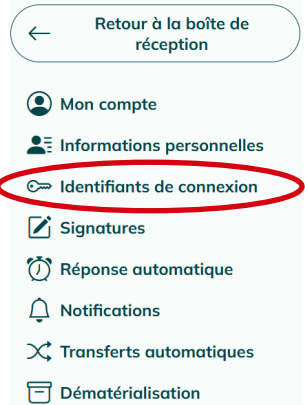 Retour à la boîte de
réception
Mon compte
Informations personnelles
Identifiants de connexion
Signatures
Réponse automatique
Notifications
Transferts automatiques
Dématérialisation